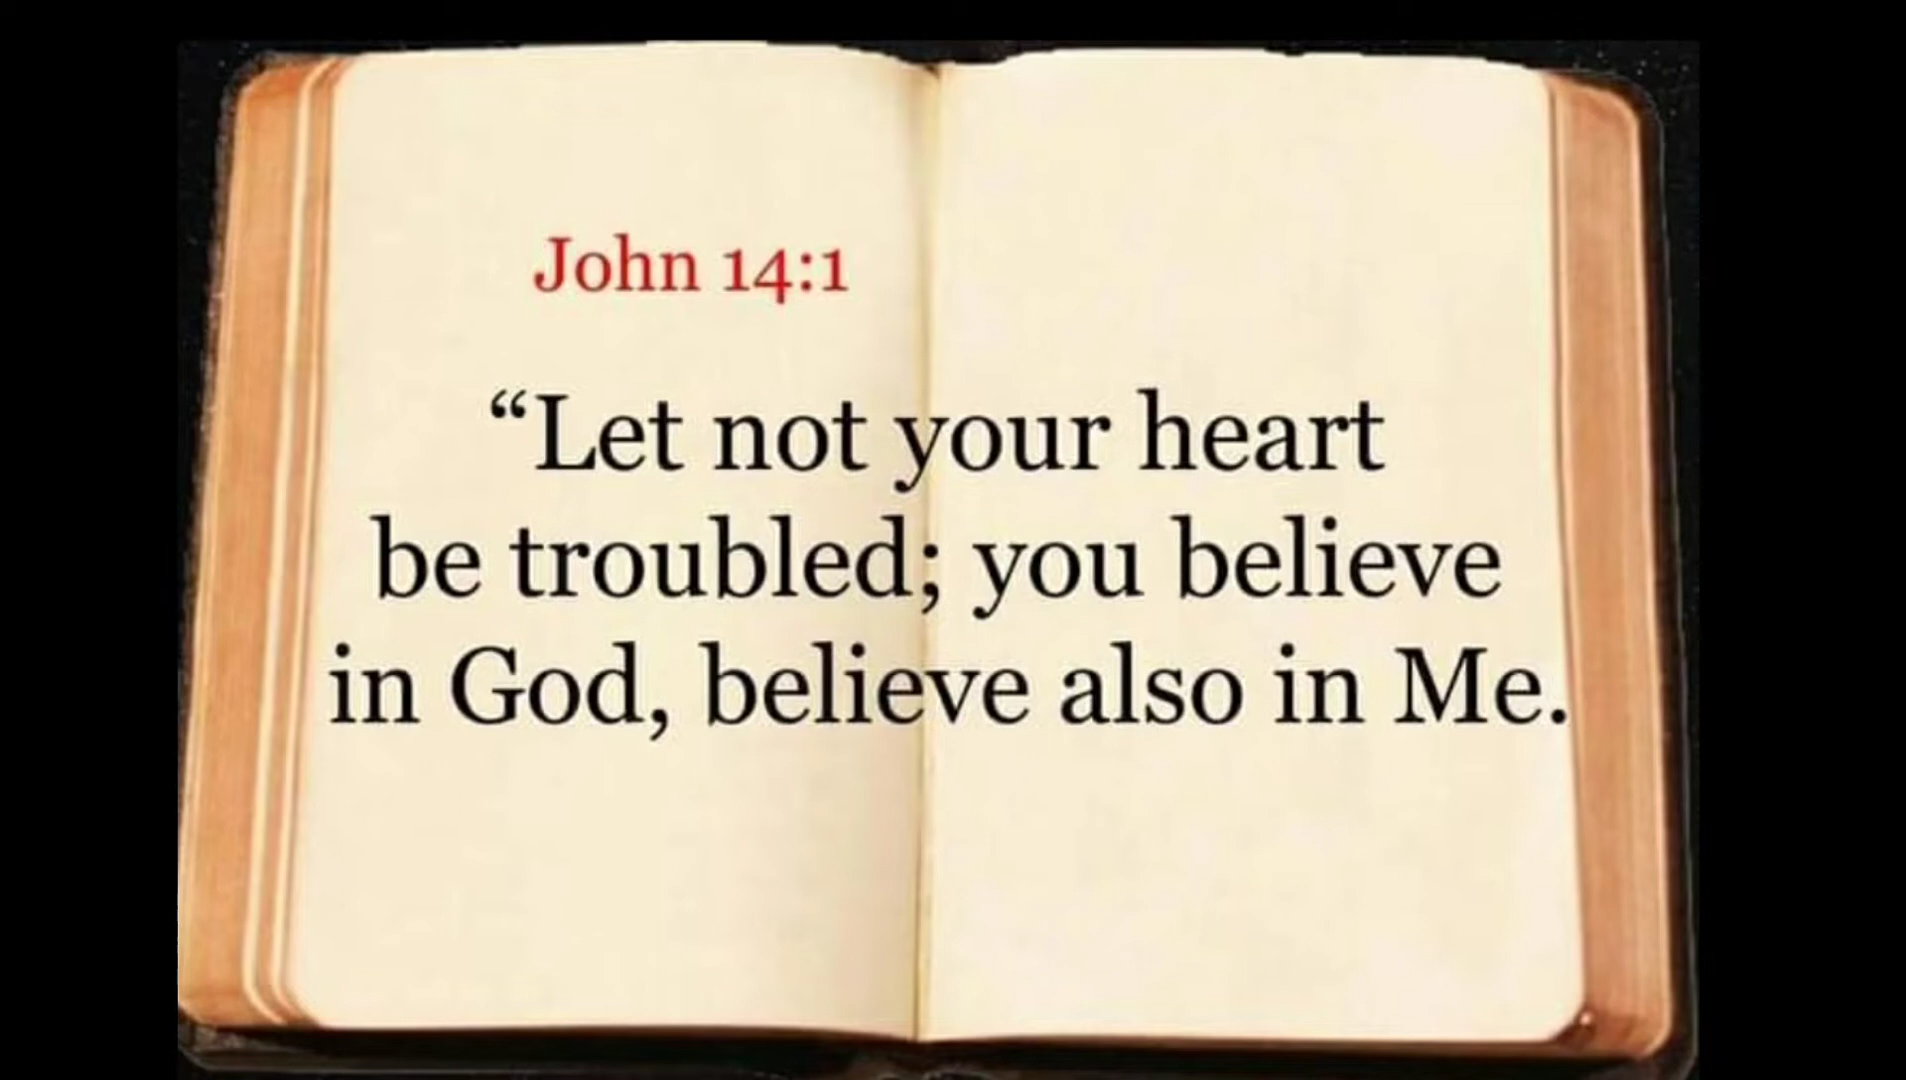 John 14:1
“Let not your heart
be troubled; you believe
in God, believe also in Me.